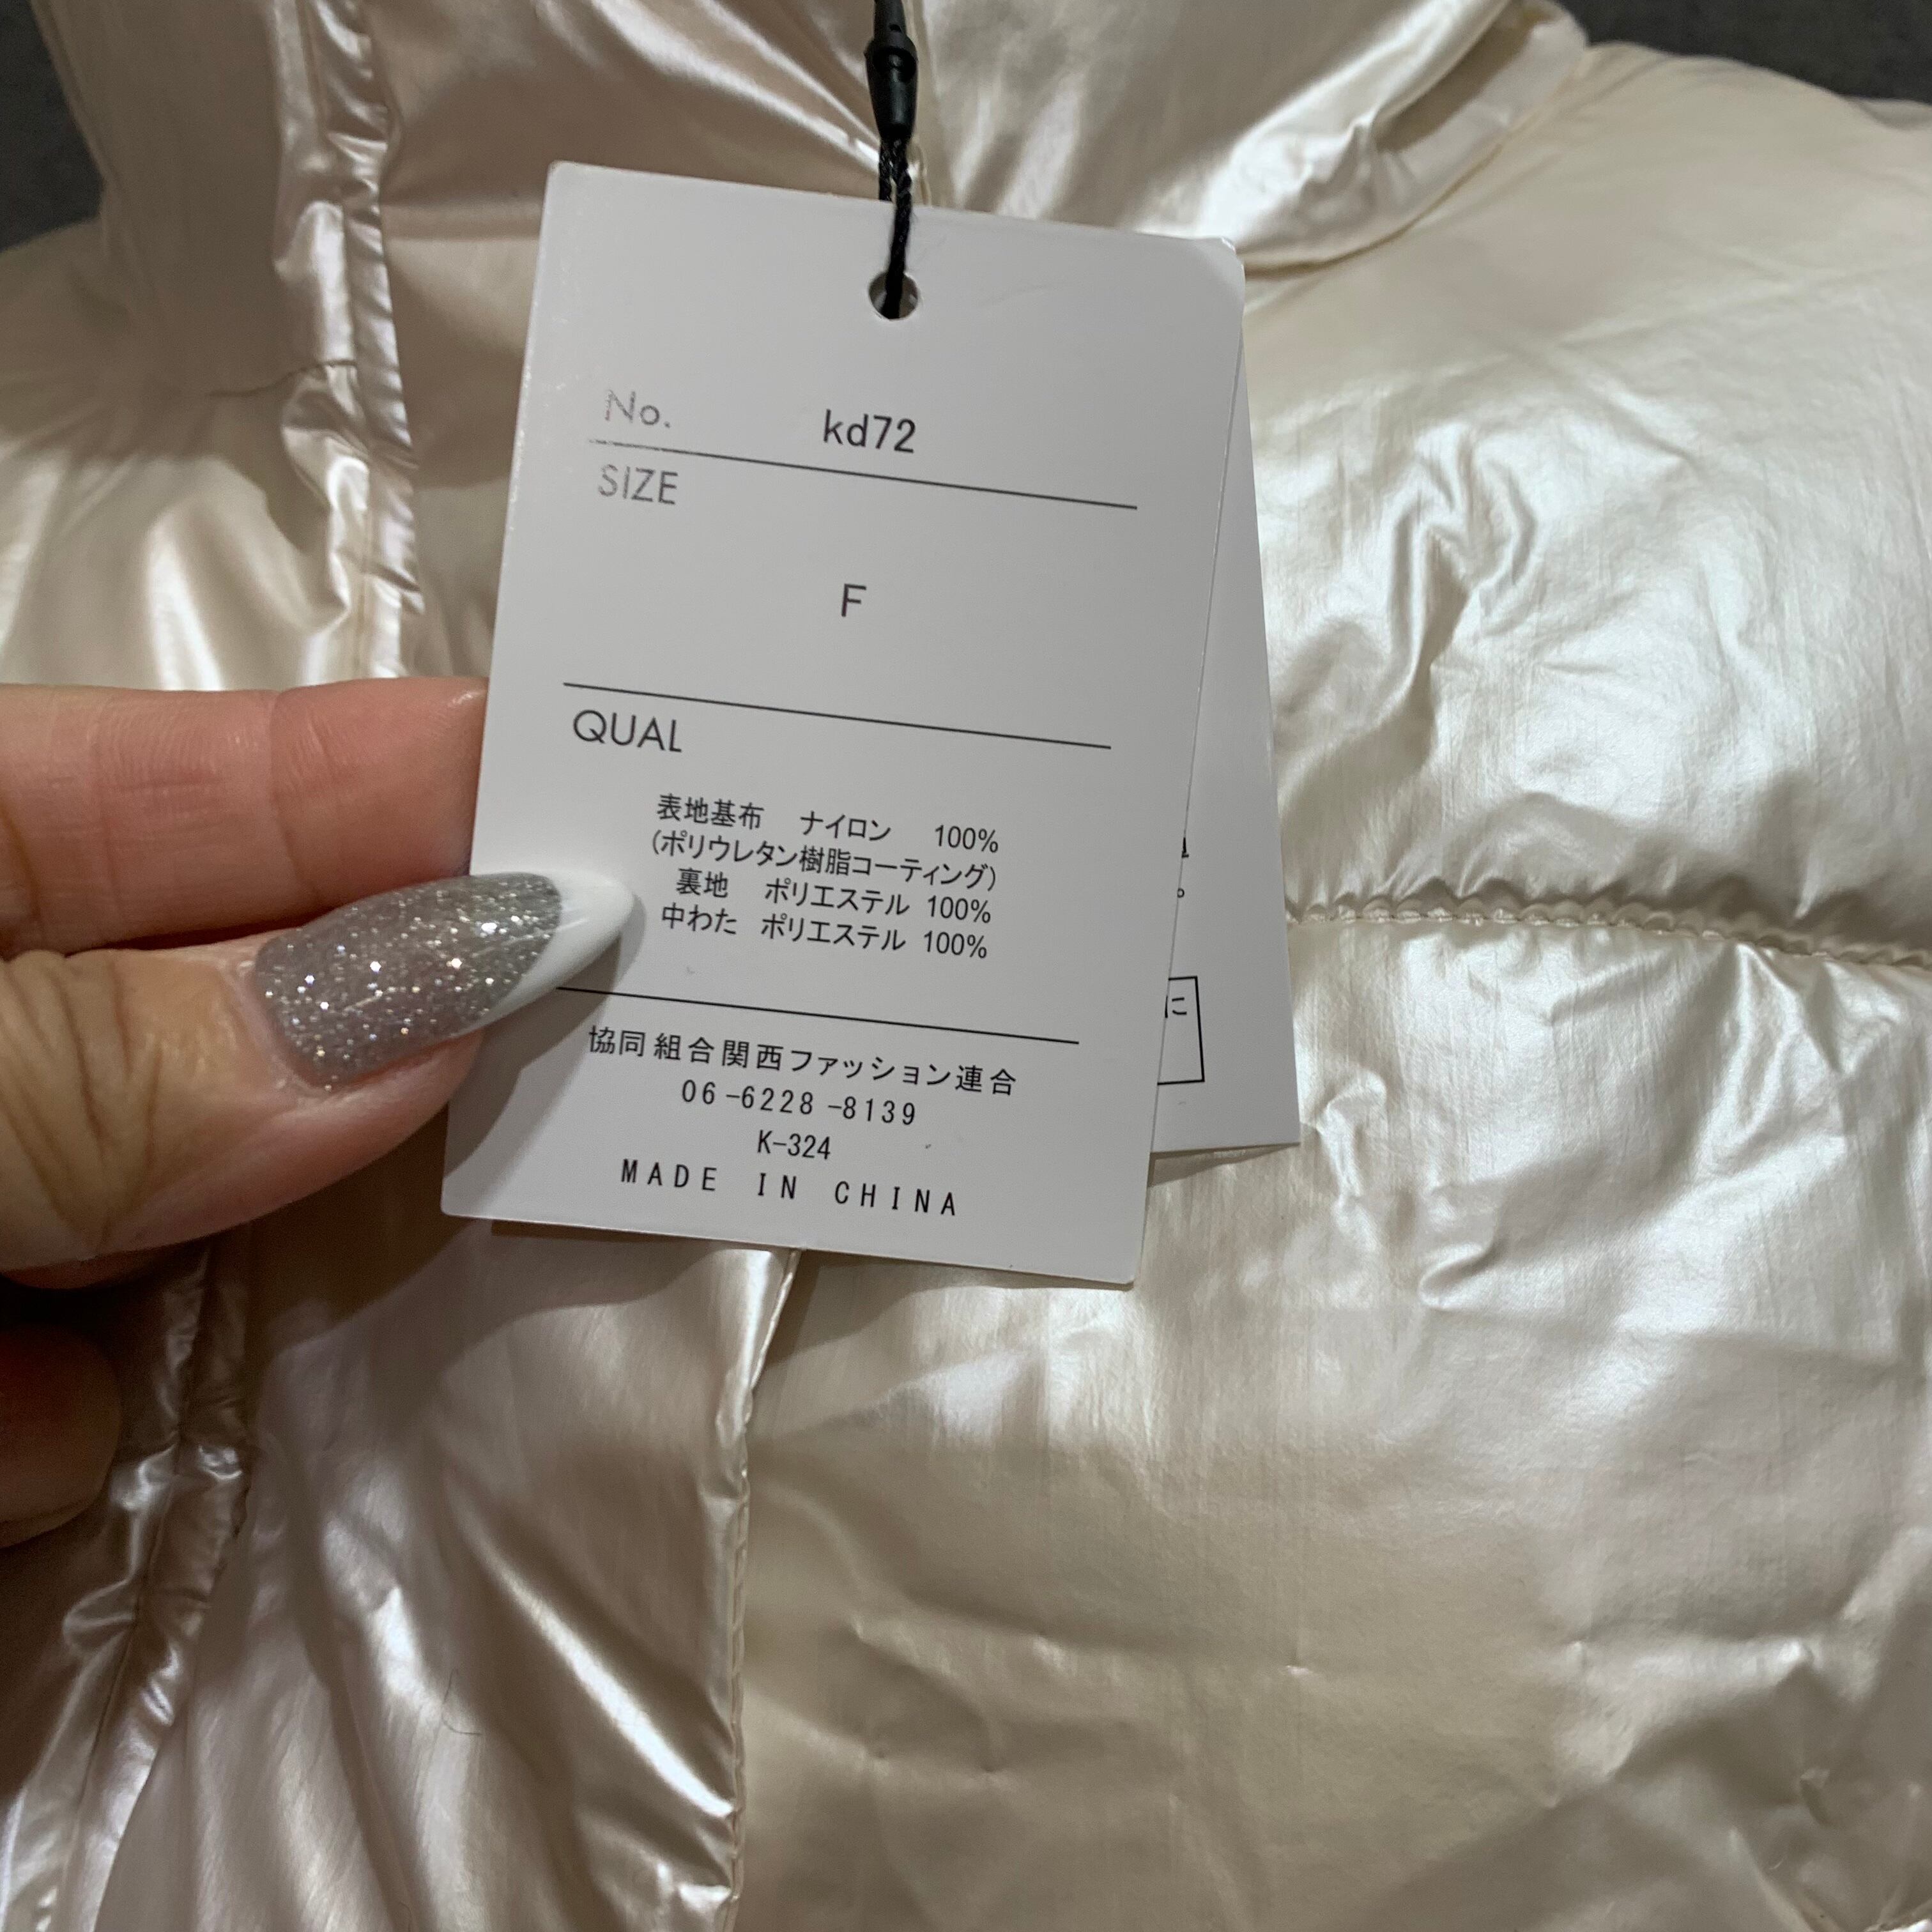 No. kd72
SIZE
F
QUAL
表地基布 ナイロン 100%
(ポリウレタン樹脂コーティング)
裏地 ポリエステル 100%
中わた ポリエステル 100%
協同組合関西ファッション連合
06-6228-8139
K-324
MADE IN CHINA
に